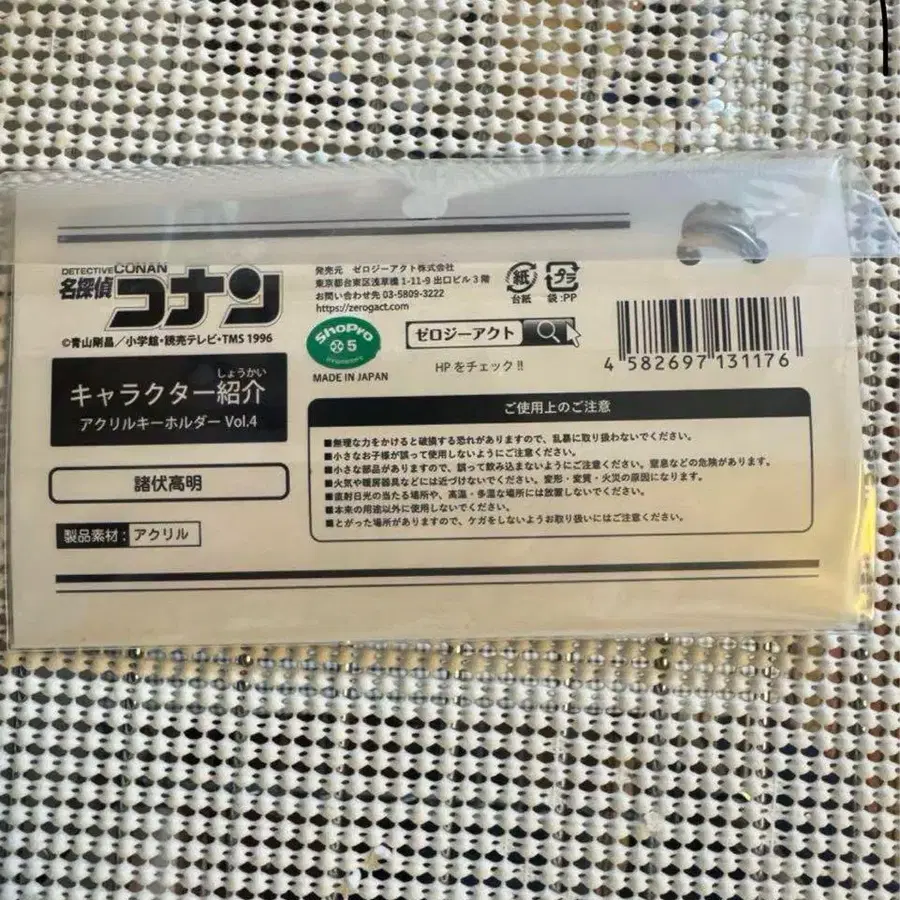 DETECTIVE CONAN
名探偵コナン
©青山剛昌／小学館・読売テレビ・TMS 1996
しょうかい
キャラクター紹介
アクリルキーホルダー Vol.4
諸伏高明
製品素材：アクリル
発売元 ゼロジーアクト株式会社
東京都台東区浅草橋 1-11-9 出口ビル 3 階
お問い合わせ先 03-5809-3222
https://zerogact.com
紙
台紙
プラ
袋:PP
ShoPro
5
MADE IN JAPAN
ゼロジーアクト
HP をチェック !!
4 582697 131176
ご使用上のご注意
■無理な力をかけると破損する恐れがありますので、乱暴に取り扱わないでください。
■小さなお子様が誤って使用しないようにご注意ください。
■小さな部品がありますので、誤って飲み込まないようにご注意ください。窒息などの危険があります。
■火気や暖房器具などには近づけないでください。変形・変質・火災の原因になります。
■直射日光の当たる場所や、高温・多湿な場所には放置しないでください。
■本来の用途以外に使用しないでください。
■とがった場所がありますので、ケガをしないようお取り扱いにはご注意ください。